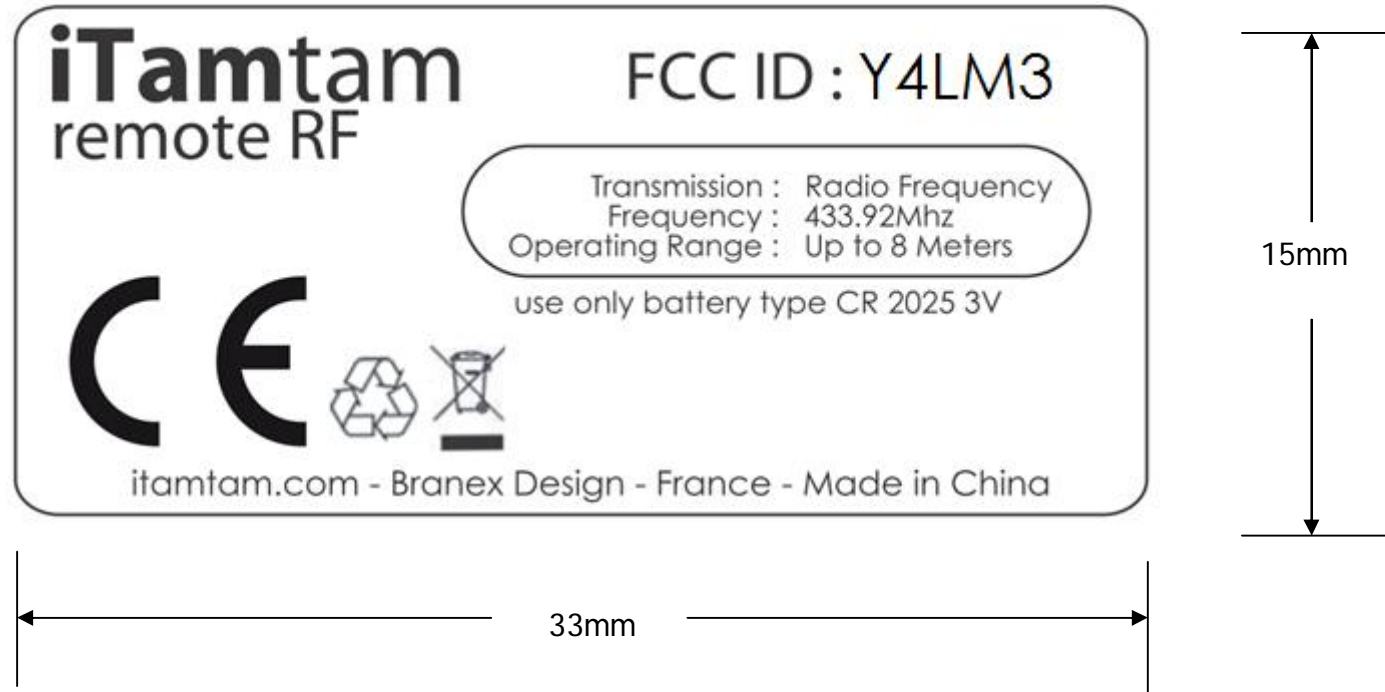 iTamtam
remote RF
FCC ID : Y4LM3
Transmission : Radio Frequency
Frequency : 433.92Mhz
Operating Range : Up to 8 Meters
use only battery type CR 2025 3V
CE
itamtam.com - Branex Design - France - Made in China
15mm
33mm